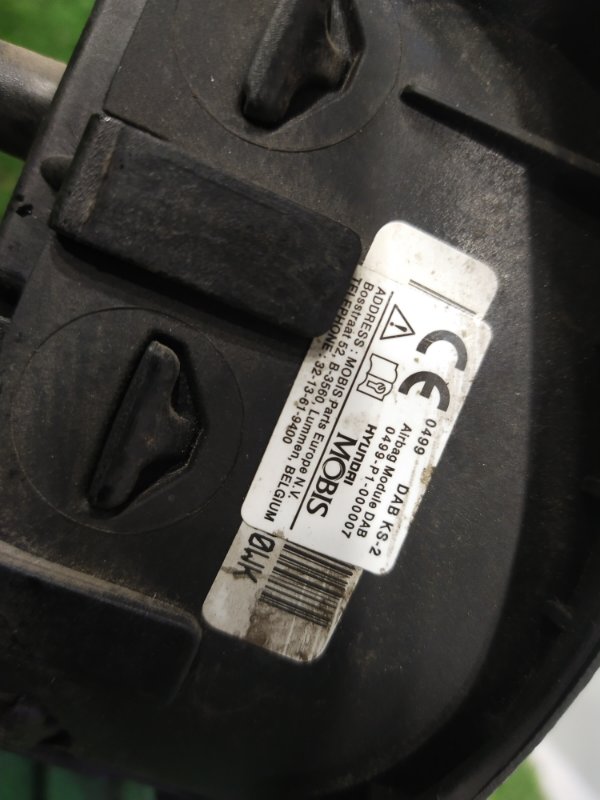 CE 0499 DAB KS-2
Airbag Module DAB
0499-P1-000007
HYUNDAI
MOBIS
ADDRESS : MOBIS Parts Europe N.V.
Bosstraat 52, B-3560, Lummen, BELGIUM
TELEPHONE : 32-13-61-9400
0WK